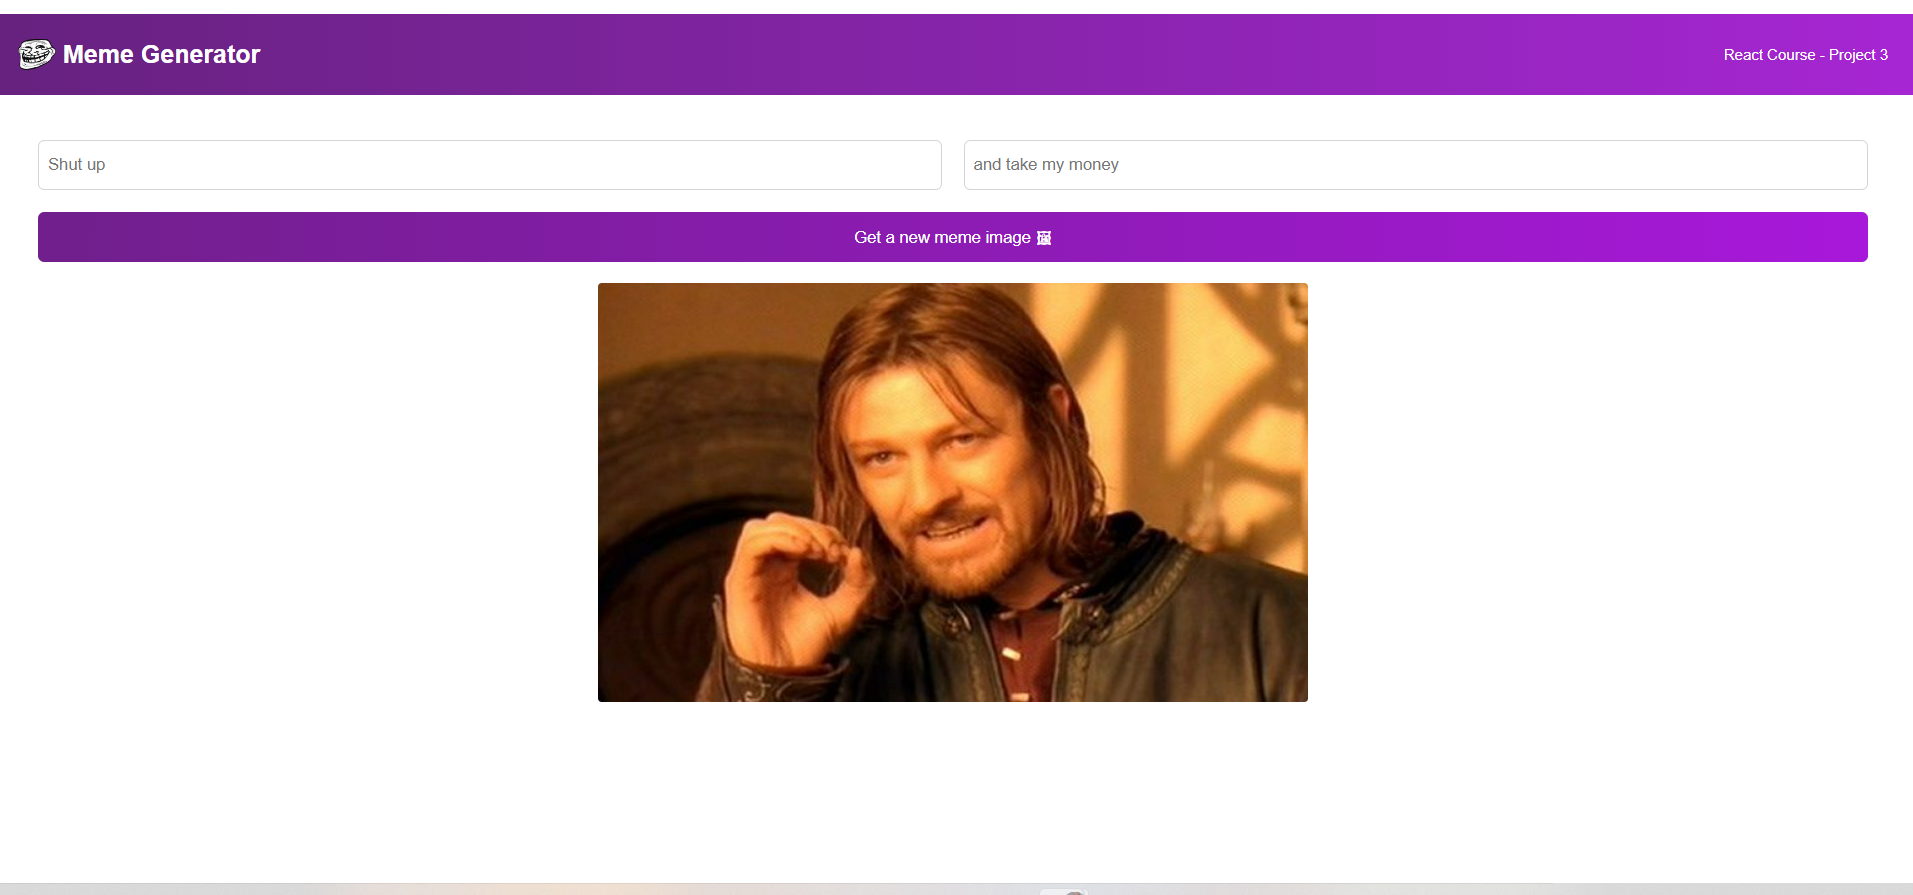 Meme Generator
React Course - Project 3
Shut up
and take my money
Get a new meme image 🖼